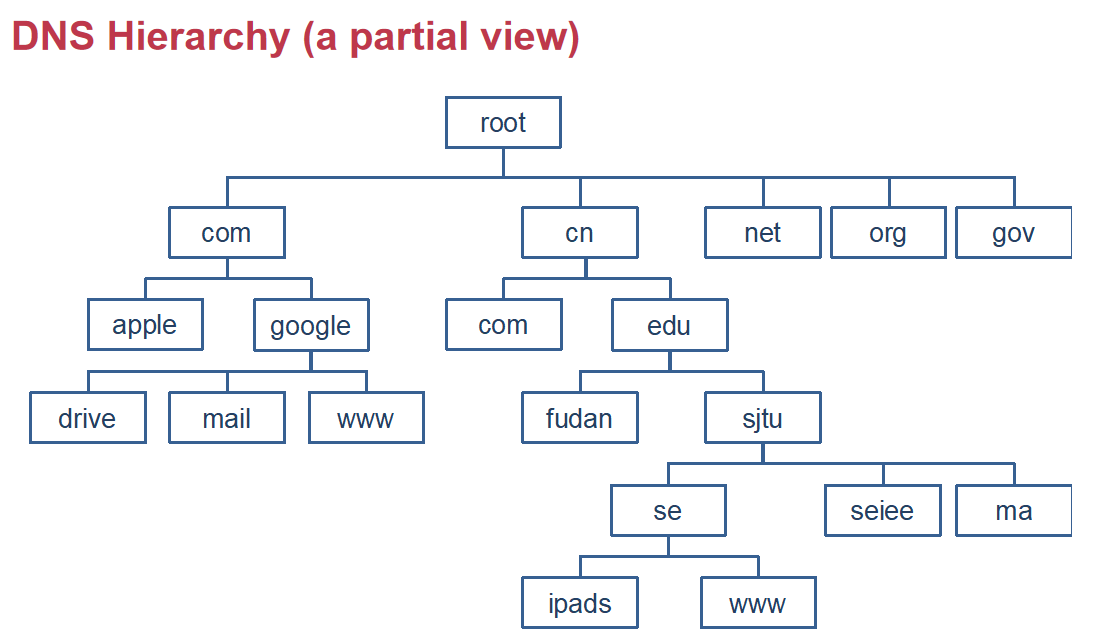 DNS Hierarchy (a partial view)
root
com
cn
net
org
gov
apple
google
com
edu
drive
mail
www
fudan
sjtu
se
seiee
ma
ipads
www